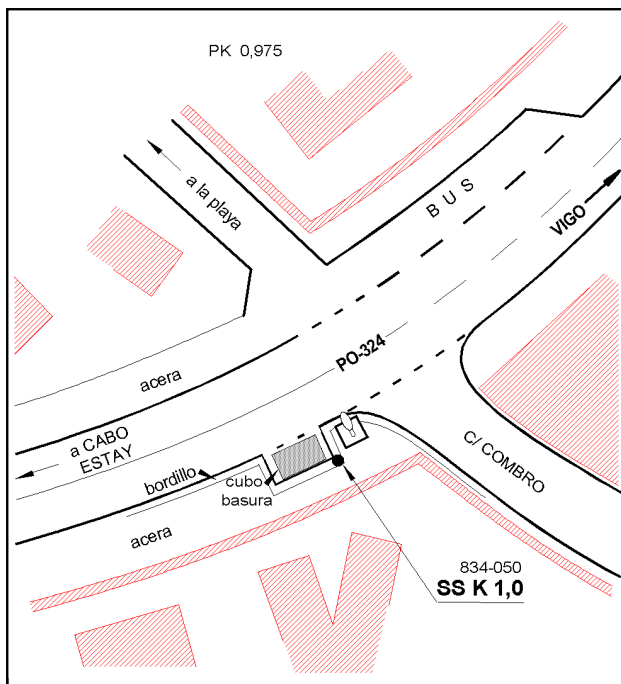 PK 0,975
a la playa
BUS
VIGO
PO-324
acera
a CABO
ESTAY
bordillo
cubo
basura
C/ COMBRO
acera
834-050
SS K 1,0